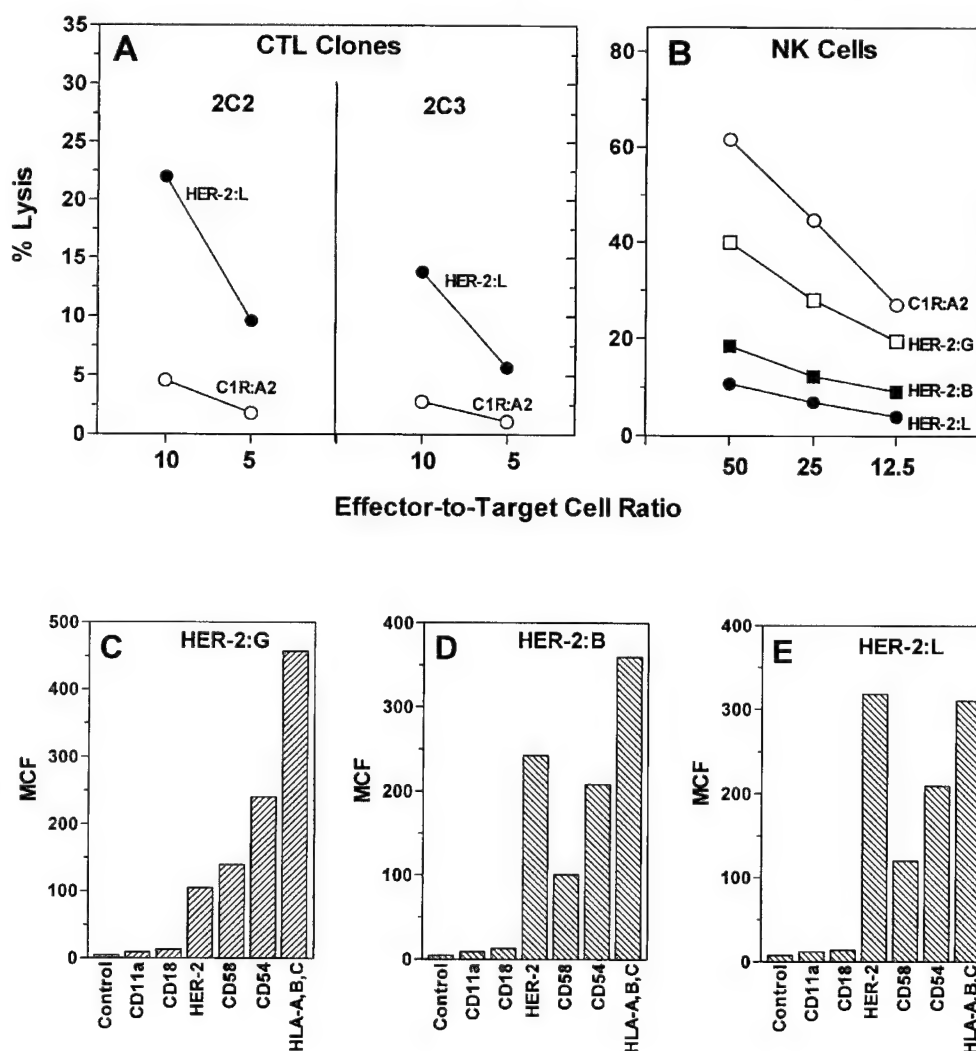 A
CTL Clones
2C2
2C3
35
30
25
20
15
10
5
0
% Lysis
HER-2:L
C1R:A2
HER-2:L
C1R:A2
10
5
10
5
B
NK Cells
80
60
40
20
0
C1R:A2
HER-2:G
HER-2:B
HER-2:L
50
25
12.5
Effector-to-Target Cell Ratio
C
HER-2:G
500
400
300
200
100
0
MCF
Control
CD11a
CD18
HER-2
CD58
CD54
HLA-A,B,C
D
HER-2:B
400
300
200
100
0
MCF
Control
CD11a
CD18
HER-2
CD58
CD54
HLA-A,B,C
E
HER-2:L
400
300
200
100
0
MCF
Control
CD11a
CD18
HER-2
CD58
CD54
HLA-A,B,C